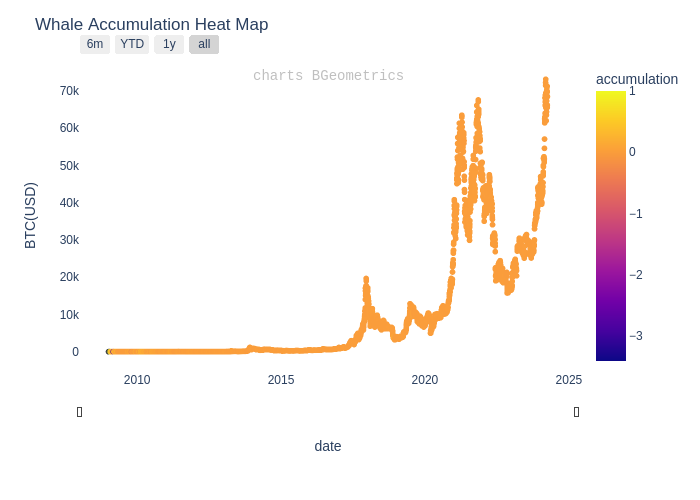 Whale Accumulation Heat Map
6m YTD 1y all
charts BGeometrics
accumulation
70k
60k
50k
40k
30k
20k
10k
0
BTC(USD)
1
0
−1
−2
−3
2010 2015 2020 2025
date